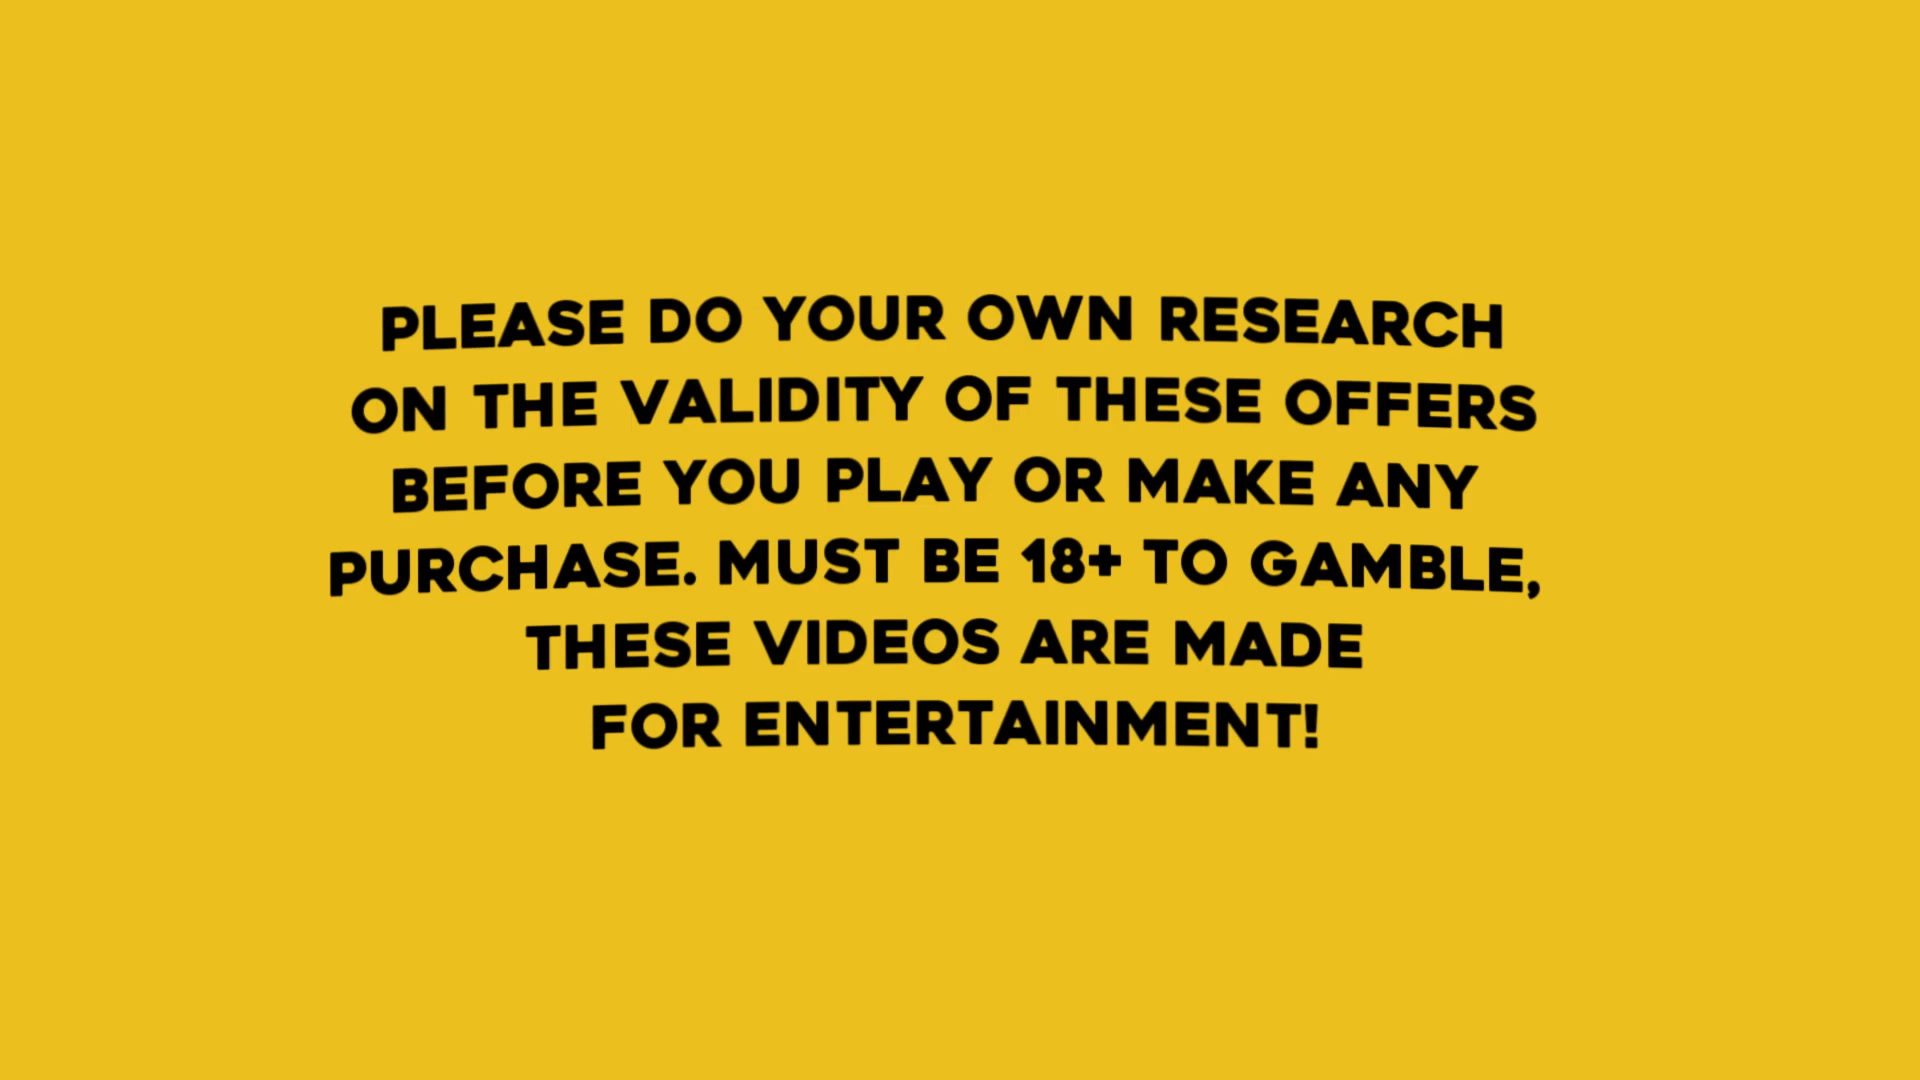 PLEASE DO YOUR OWN RESEARCH
ON THE VALIDITY OF THESE OFFERS
BEFORE YOU PLAY OR MAKE ANY
PURCHASE. MUST BE 18+ TO GAMBLE,
THESE VIDEOS ARE MADE
FOR ENTERTAINMENT!